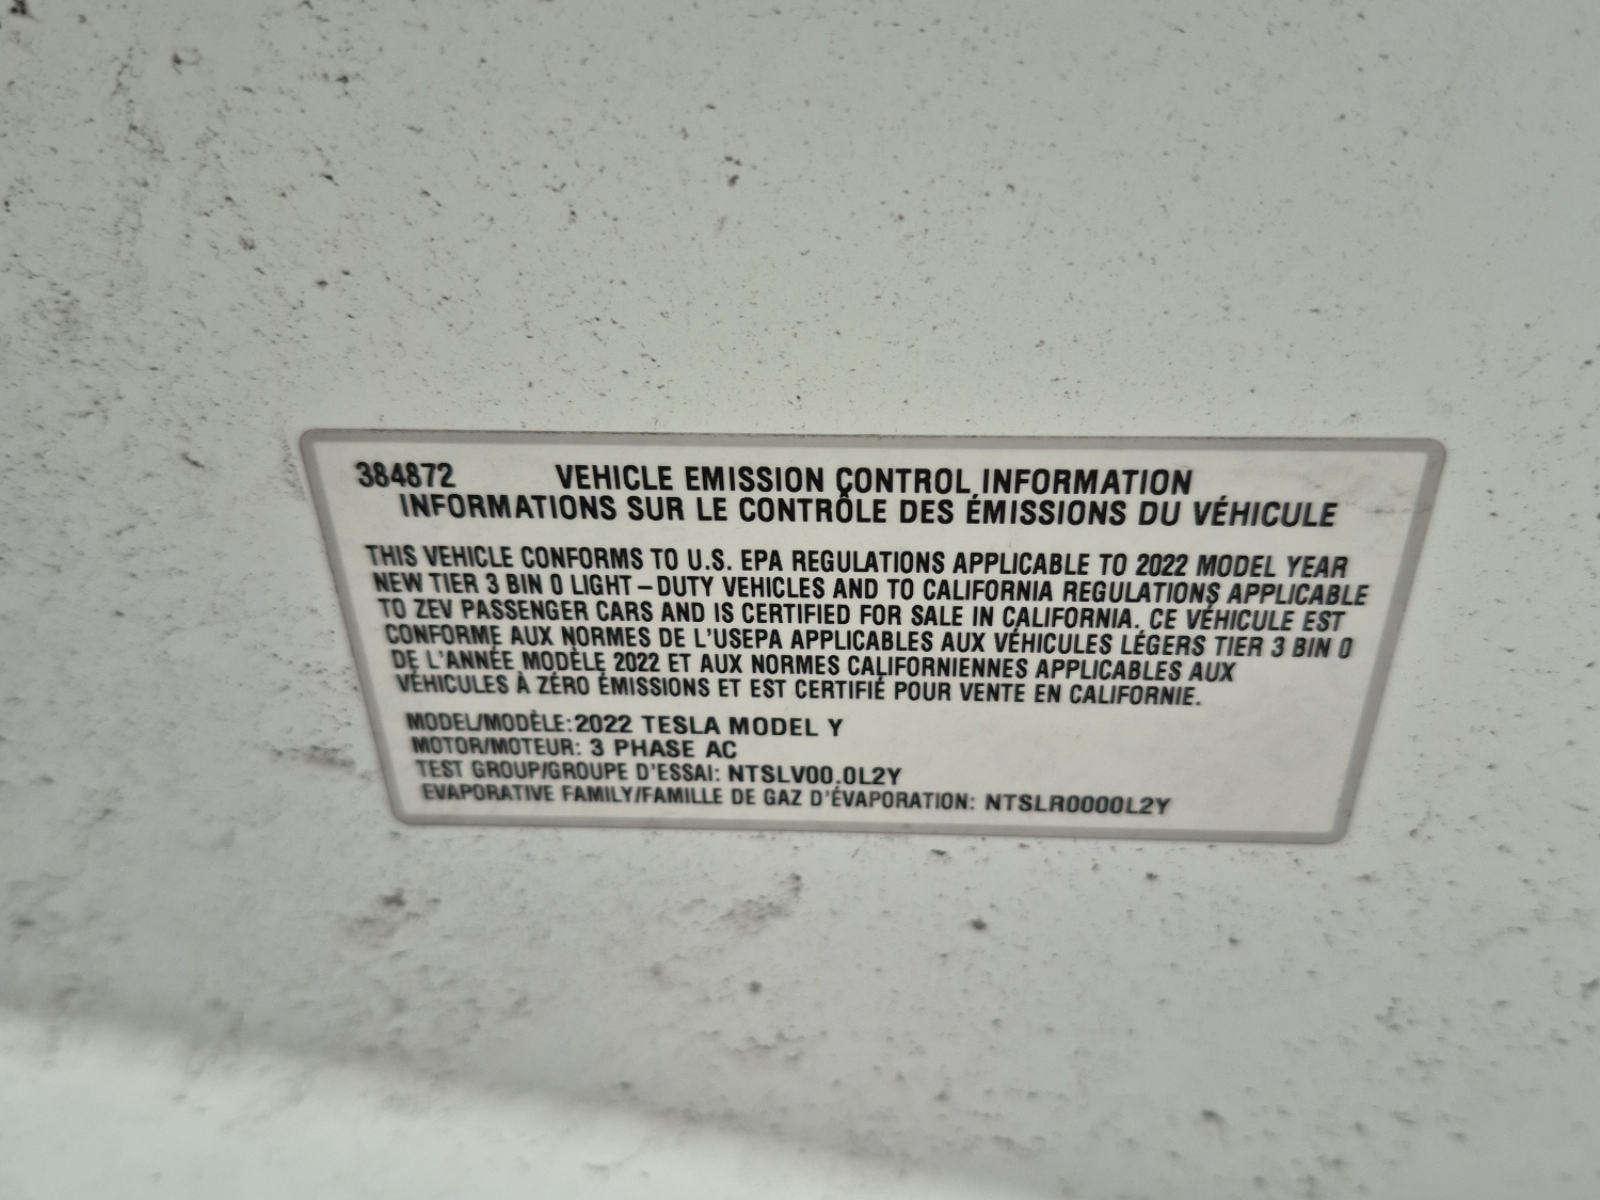 384872 VEHICLE EMISSION CONTROL INFORMATION
INFORMATIONS SUR LE CONTRÔLE DES ÉMISSIONS DU VÉHICULE
THIS VEHICLE CONFORMS TO U.S. EPA REGULATIONS APPLICABLE TO 2022 MODEL YEAR
NEW TIER 3 BIN 0 LIGHT-DUTY VEHICLES AND TO CALIFORNIA REGULATIONS APPLICABLE
TO ZEV PASSENGER CARS AND IS CERTIFIED FOR SALE IN CALIFORNIA. CE VÉHICULE EST
CONFORME AUX NORMES DE L'USEPA APPLICABLES AUX VÉHICULES LÉGERS TIER 3 BIN 0
DE L'ANNÉE MODÈLE 2022 ET AUX NORMES CALIFORNIENNES APPLICABLES AUX
VÉHICULES À ZÉRO ÉMISSIONS ET EST CERTIFIÉ POUR VENTE EN CALIFORNIE.
MODEL/MODÈLE: 2022 TESLA MODEL Y
MOTOR/MOTEUR: 3 PHASE AC
TEST GROUP/GROUPE D'ESSAI: NTSLV00.0L2Y
EVAPORATIVE FAMILY/FAMILLE DE GAZ D'ÉVAPORATION: NTSLR0000L2Y